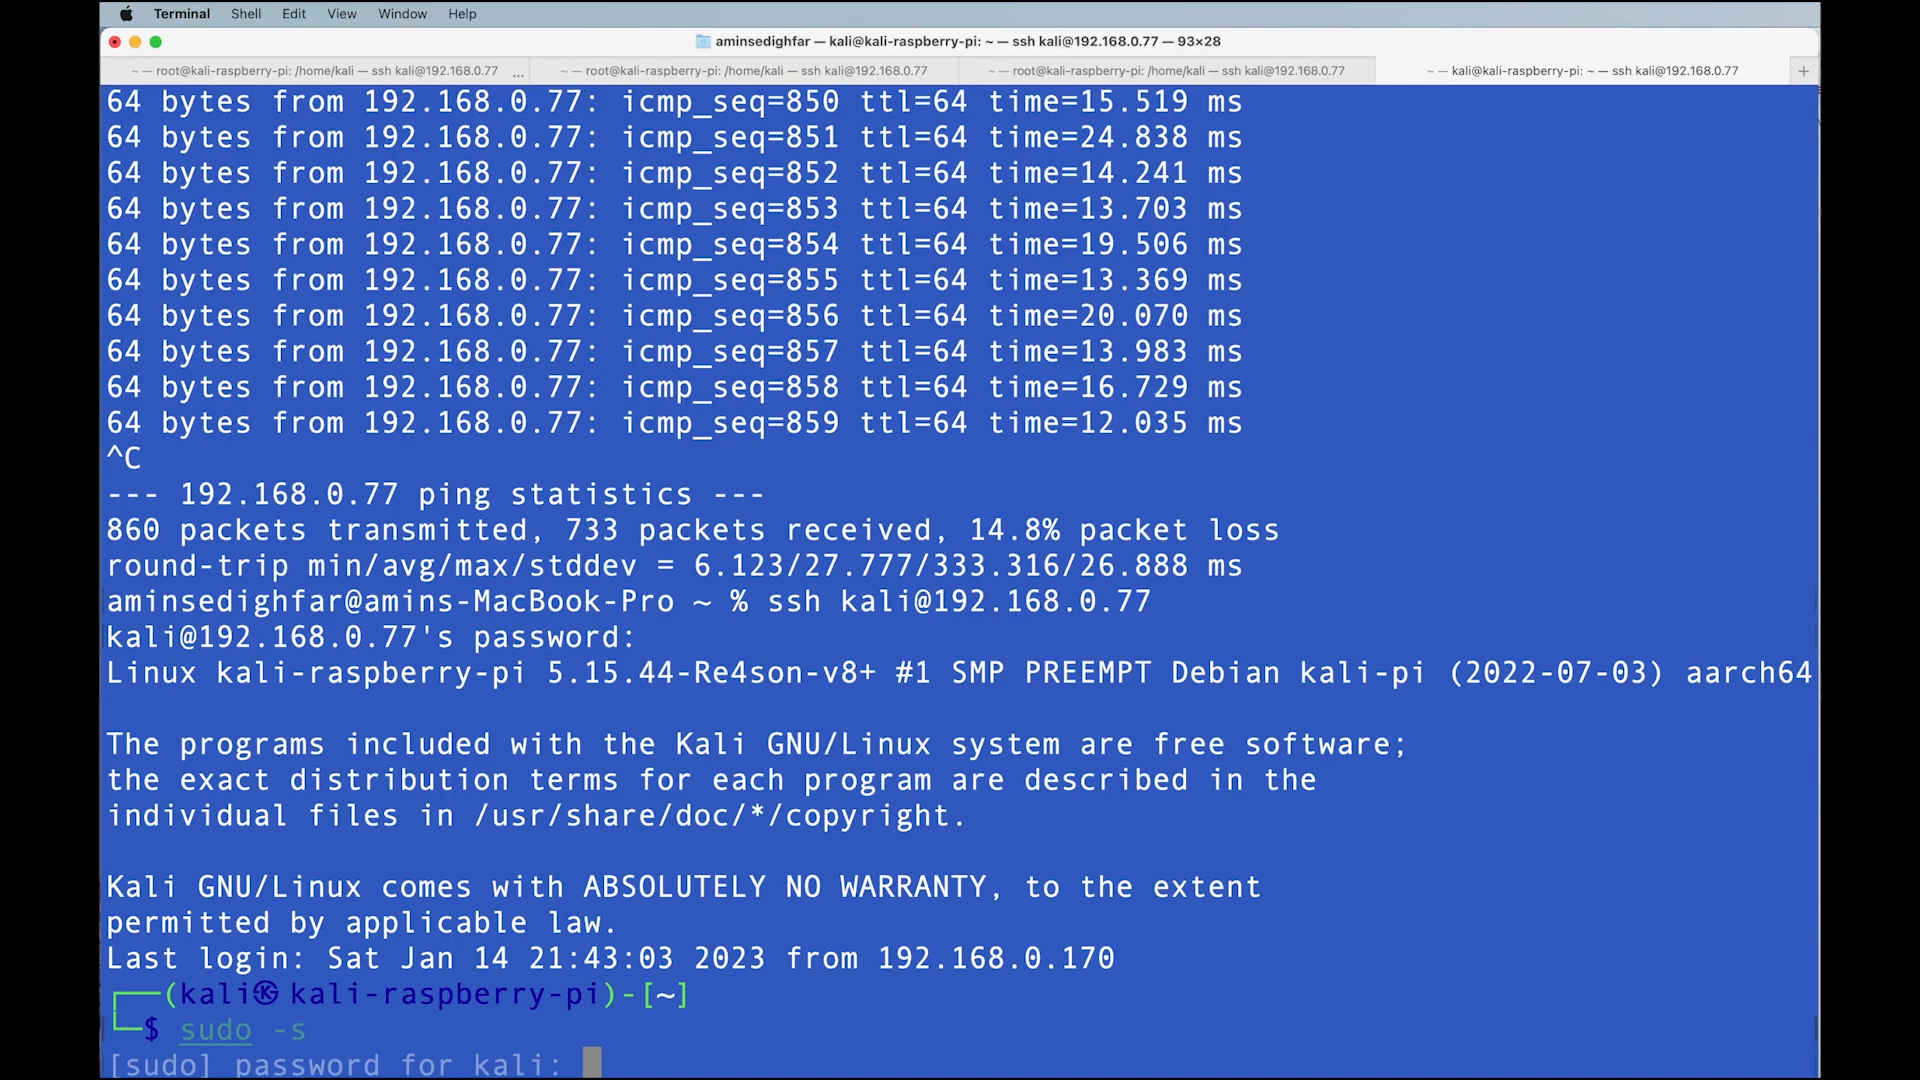 Terminal Shell Edit View Window Help
aminsedighfar — kali@kali-raspberry-pi: ~ — ssh kali@192.168.0.77 — 93×28
~ — root@kali-raspberry-pi: /home/kali — ssh kali@192.168.0.77 ... ~ — root@kali-raspberry-pi: /home/kali — ssh kali@192.168.0.77 ~ — root@kali-raspberry-pi: /home/kali — ssh kali@192.168.0.77 ~ — kali@kali-raspberry-pi: ~ — ssh kali@192.168.0.77 +
64 bytes from 192.168.0.77: icmp_seq=850 ttl=64 time=15.519 ms
64 bytes from 192.168.0.77: icmp_seq=851 ttl=64 time=24.838 ms
64 bytes from 192.168.0.77: icmp_seq=852 ttl=64 time=14.241 ms
64 bytes from 192.168.0.77: icmp_seq=853 ttl=64 time=13.703 ms
64 bytes from 192.168.0.77: icmp_seq=854 ttl=64 time=19.506 ms
64 bytes from 192.168.0.77: icmp_seq=855 ttl=64 time=13.369 ms
64 bytes from 192.168.0.77: icmp_seq=856 ttl=64 time=20.070 ms
64 bytes from 192.168.0.77: icmp_seq=857 ttl=64 time=13.983 ms
64 bytes from 192.168.0.77: icmp_seq=858 ttl=64 time=16.729 ms
64 bytes from 192.168.0.77: icmp_seq=859 ttl=64 time=12.035 ms
^C
--- 192.168.0.77 ping statistics ---
860 packets transmitted, 733 packets received, 14.8% packet loss
round-trip min/avg/max/stddev = 6.123/27.777/333.316/26.888 ms
aminsedighfar@amins-MacBook-Pro ~ % ssh kali@192.168.0.77
kali@192.168.0.77's password:
Linux kali-raspberry-pi 5.15.44-Re4son-v8+ #1 SMP PREEMPT Debian kali-pi (2022-07-03) aarch64
The programs included with the Kali GNU/Linux system are free software;
the exact distribution terms for each program are described in the
individual files in /usr/share/doc/*/copyright.
Kali GNU/Linux comes with ABSOLUTELY NO WARRANTY, to the extent
permitted by applicable law.
Last login: Sat Jan 14 21:43:03 2023 from 192.168.0.170
┌──(kali㉿kali-raspberry-pi)-[~]
└─$ sudo -s
[sudo] password for kali: